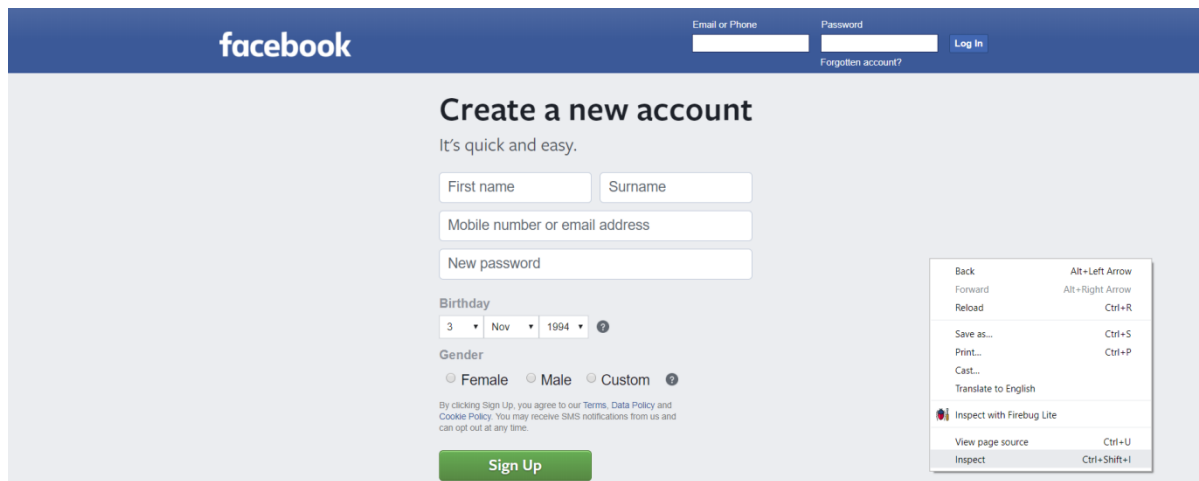 facebook
Email or Phone
Password
Log In
Forgotten account?
Create a new account
It's quick and easy.
First name
Surname
Mobile number or email address
New password
Birthday
3 Nov 1994 ?
Gender
Female Male Custom ?
By clicking Sign Up, you agree to our Terms, Data Policy and
Cookie Policy. You may receive SMS notifications from us and
can opt out at any time.
Sign Up
Back Alt+Left Arrow
Forward Alt+Right Arrow
Reload Ctrl+R
Save as... Ctrl+S
Print... Ctrl+P
Cast...
Translate to English
Inspect with Firebug Lite
View page source Ctrl+U
Inspect Ctrl+Shift+I